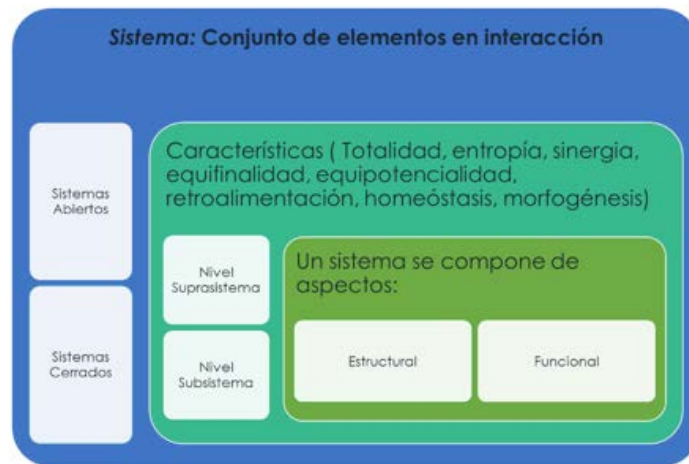 Sistema: Conjunto de elementos en interacción
Sistemas
Abiertos
Sistemas
Cerrados
Características ( Totalidad, entropía, sinergia,
equifinalidad, equipotencialidad,
retroalimentación, homeóstasis, morfogénesis)
Nivel
Suprasistema
Nivel
Subsistema
Un sistema se compone de
aspectos:
Estructural
Funcional